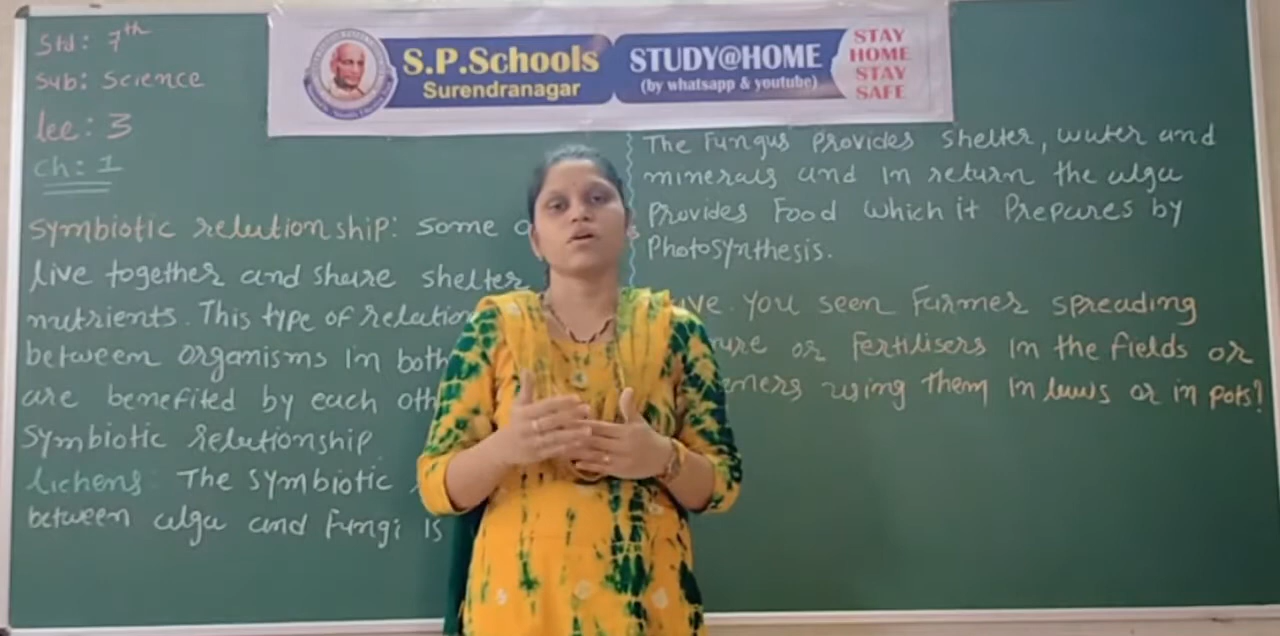 Std: 7th
Sub: Science
lec: 3
Ch: 1
S.P.Schools
Surendranagar
STUDY@HOME
(by whatsapp & youtube)
STAY
HOME
STAY
SAFE
Symbiotic relationship: Some
live together and share shelter
nutrients. This type of relation
between organisms in both
are benefited by each oth
Symbiotic relationship
lichens: The symbiotic
between alga and fungi is
The Fungus Provides shelter, water and
minerals and in return the alga
Provides Food which it Prepares by
Photosynthesis.
You seen Farmer spreading
or Fertilisers in the fields or
using them in laws or in pots?